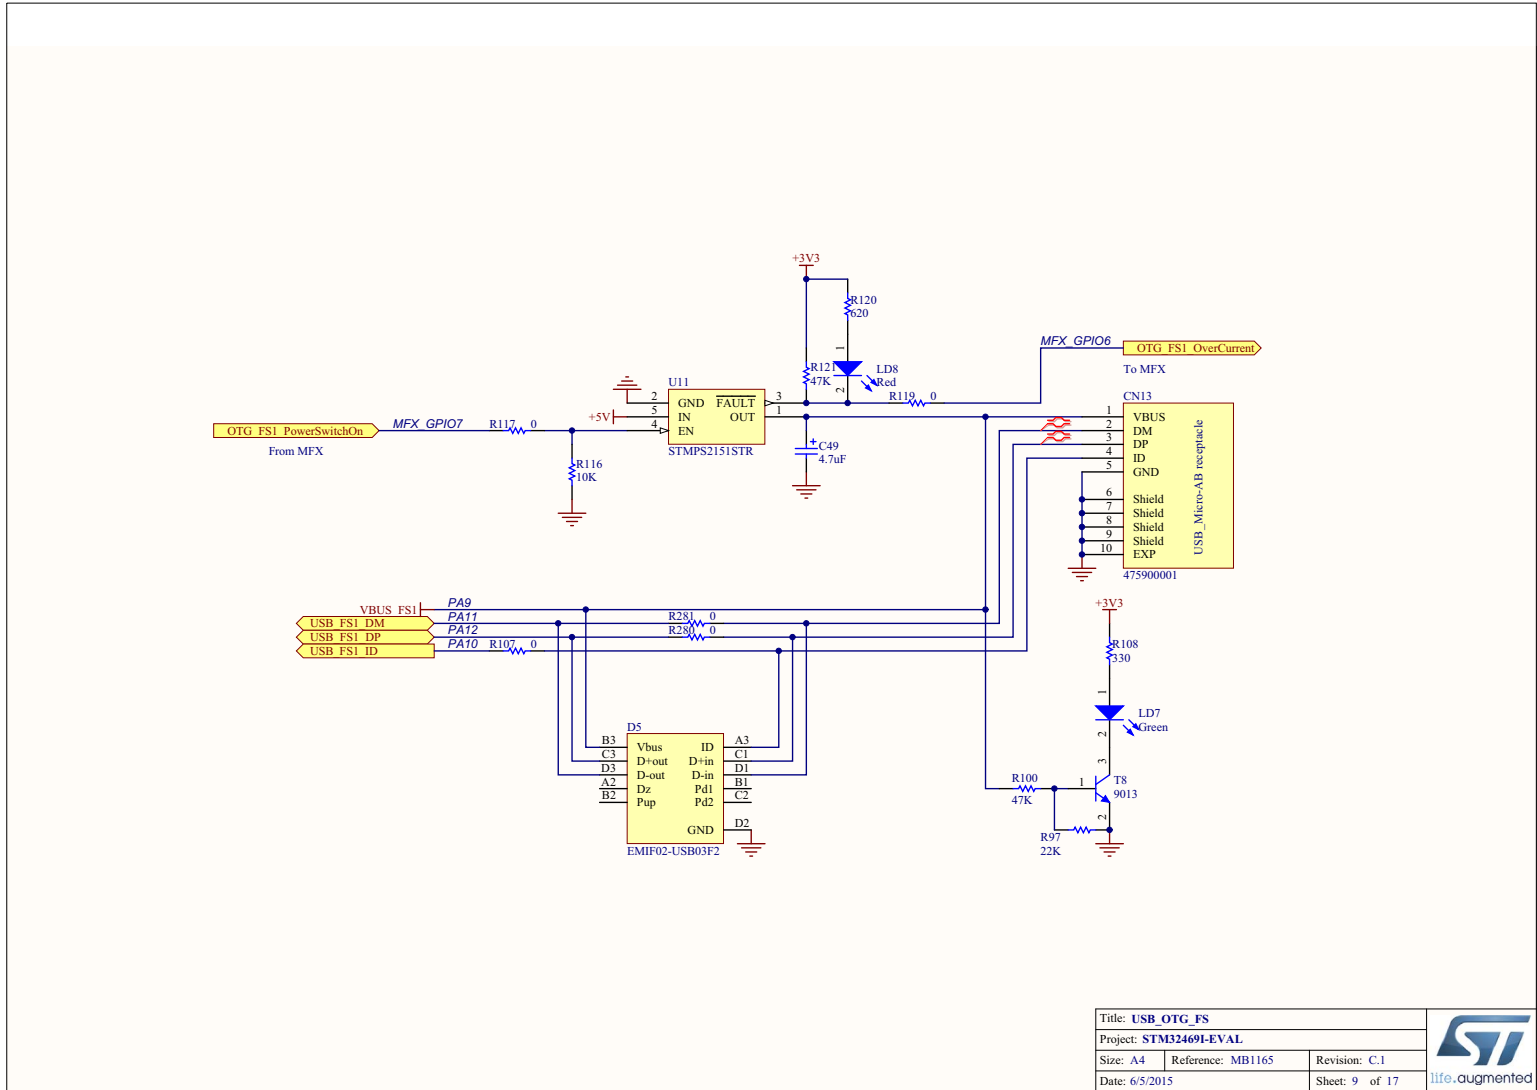 +3V3
R120
620
MFX_GPIO6
OTG_FS1_OverCurrent
To MFX
1
R121
47K
LD8
Red
2
U11
2 GND FAULT 3
5 IN OUT 1
4 EN
+5V
STMPS2151STR
R119 0
OTG_FS1_PowerSwitchOn
MFX_GPIO7
R117 0
From MFX
R116
10K
C49
4.7uF
+
CN13
1 VBUS
2 DM
3 DP
4 ID
5 GND
6 Shield
7 Shield
8 Shield
9 Shield
10 EXP
USB_Micro-AB receptacle
475900001
VBUS_FS1 PA9
USB_FS1_DM PA11 R281 0
USB_FS1_DP PA12 R280 0
USB_FS1_ID PA10 R107 0
+3V3
R108
330
1
LD7
Green
2
D5
B3 Vbus ID A3
C3 D+out D+in C1
D3 D-out D-in D1
A2 Dz Pd1 B1
B2 Pup Pd2 C2
GND D2
EMIF02-USB03F2
3
R100
47K
1
T8
9013
2
R97
22K
Title: USB_OTG_FS
Project: STM32469I-EVAL
Size: A4 Reference: MB1165 Revision: C.1
Date: 6/5/2015 Sheet: 9 of 17
ST
life.augmented